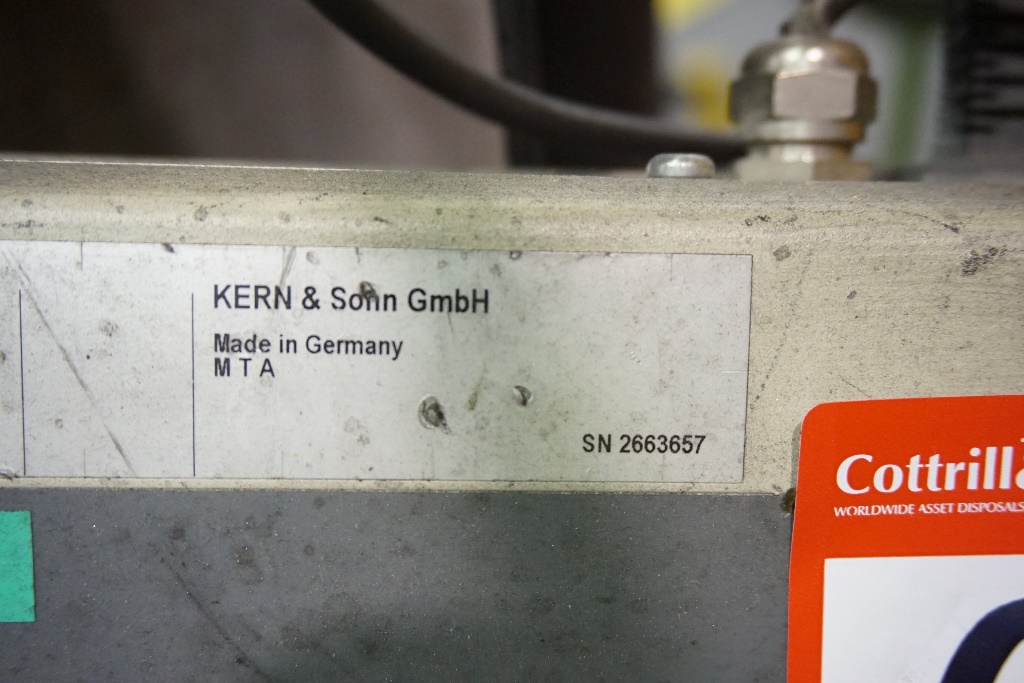 KERN & Sohn GmbH
Made in Germany
M T A
SN 2663657
Cottrill
WORLDWIDE ASSET DISPOSALS